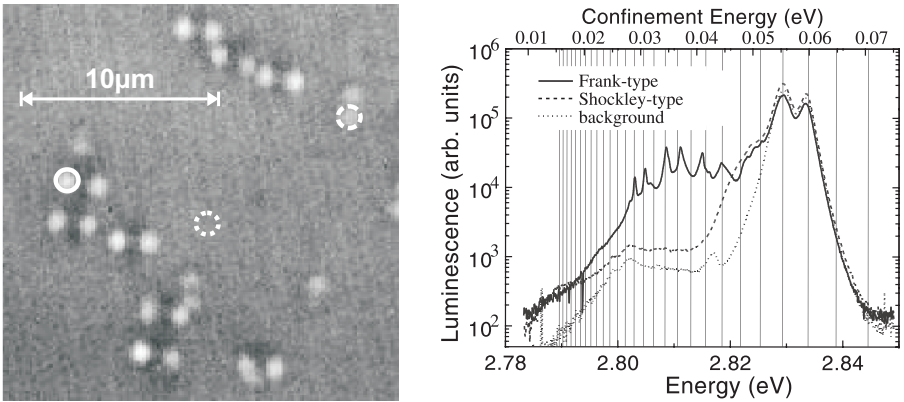 10µm
Confinement Energy (eV)
0.01 0.02 0.03 0.04 0.05 0.06 0.07
Luminescence (arb. units)
10^6
10^5
10^4
10^3
10^2
Frank-type
Shockley-type
background
2.78 2.80 2.82 2.84
Energy (eV)